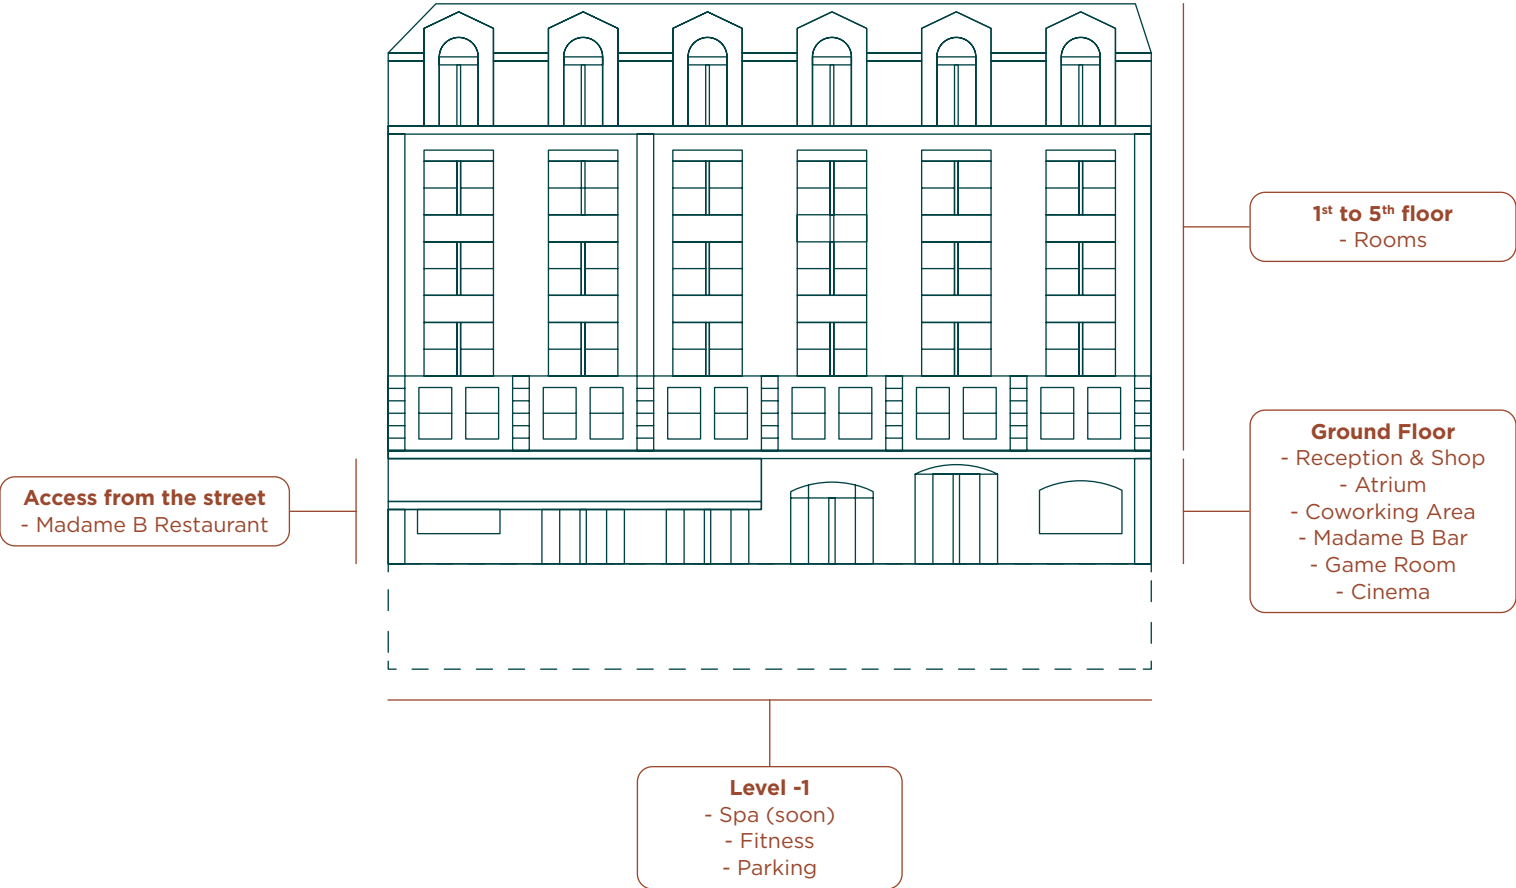 1st to 5th floor
- Rooms
Access from the street
- Madame B Restaurant
Ground Floor
- Reception & Shop
- Atrium
- Coworking Area
- Madame B Bar
- Game Room
- Cinema
Level -1
- Spa (soon)
- Fitness
- Parking